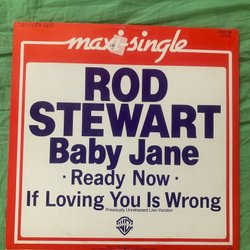 maxi-single
ROD
STEWART
Baby Jane
· Ready Now ·
If Loving You Is Wrong
Previously Unreleased Live-Version